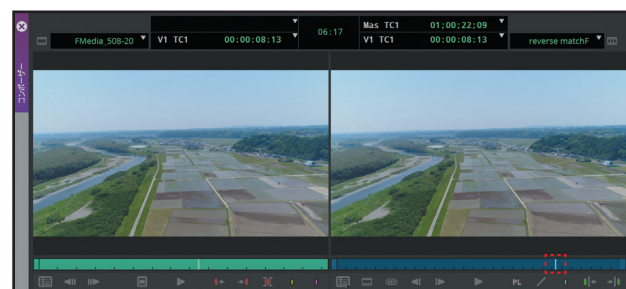 06:17
Mas TC1 01;00;22;09
FMedia_508-20 V1 TC1 00:00:08:13 V1 TC1 00:00:08:13 reverse matchF
コンポーザー
PL